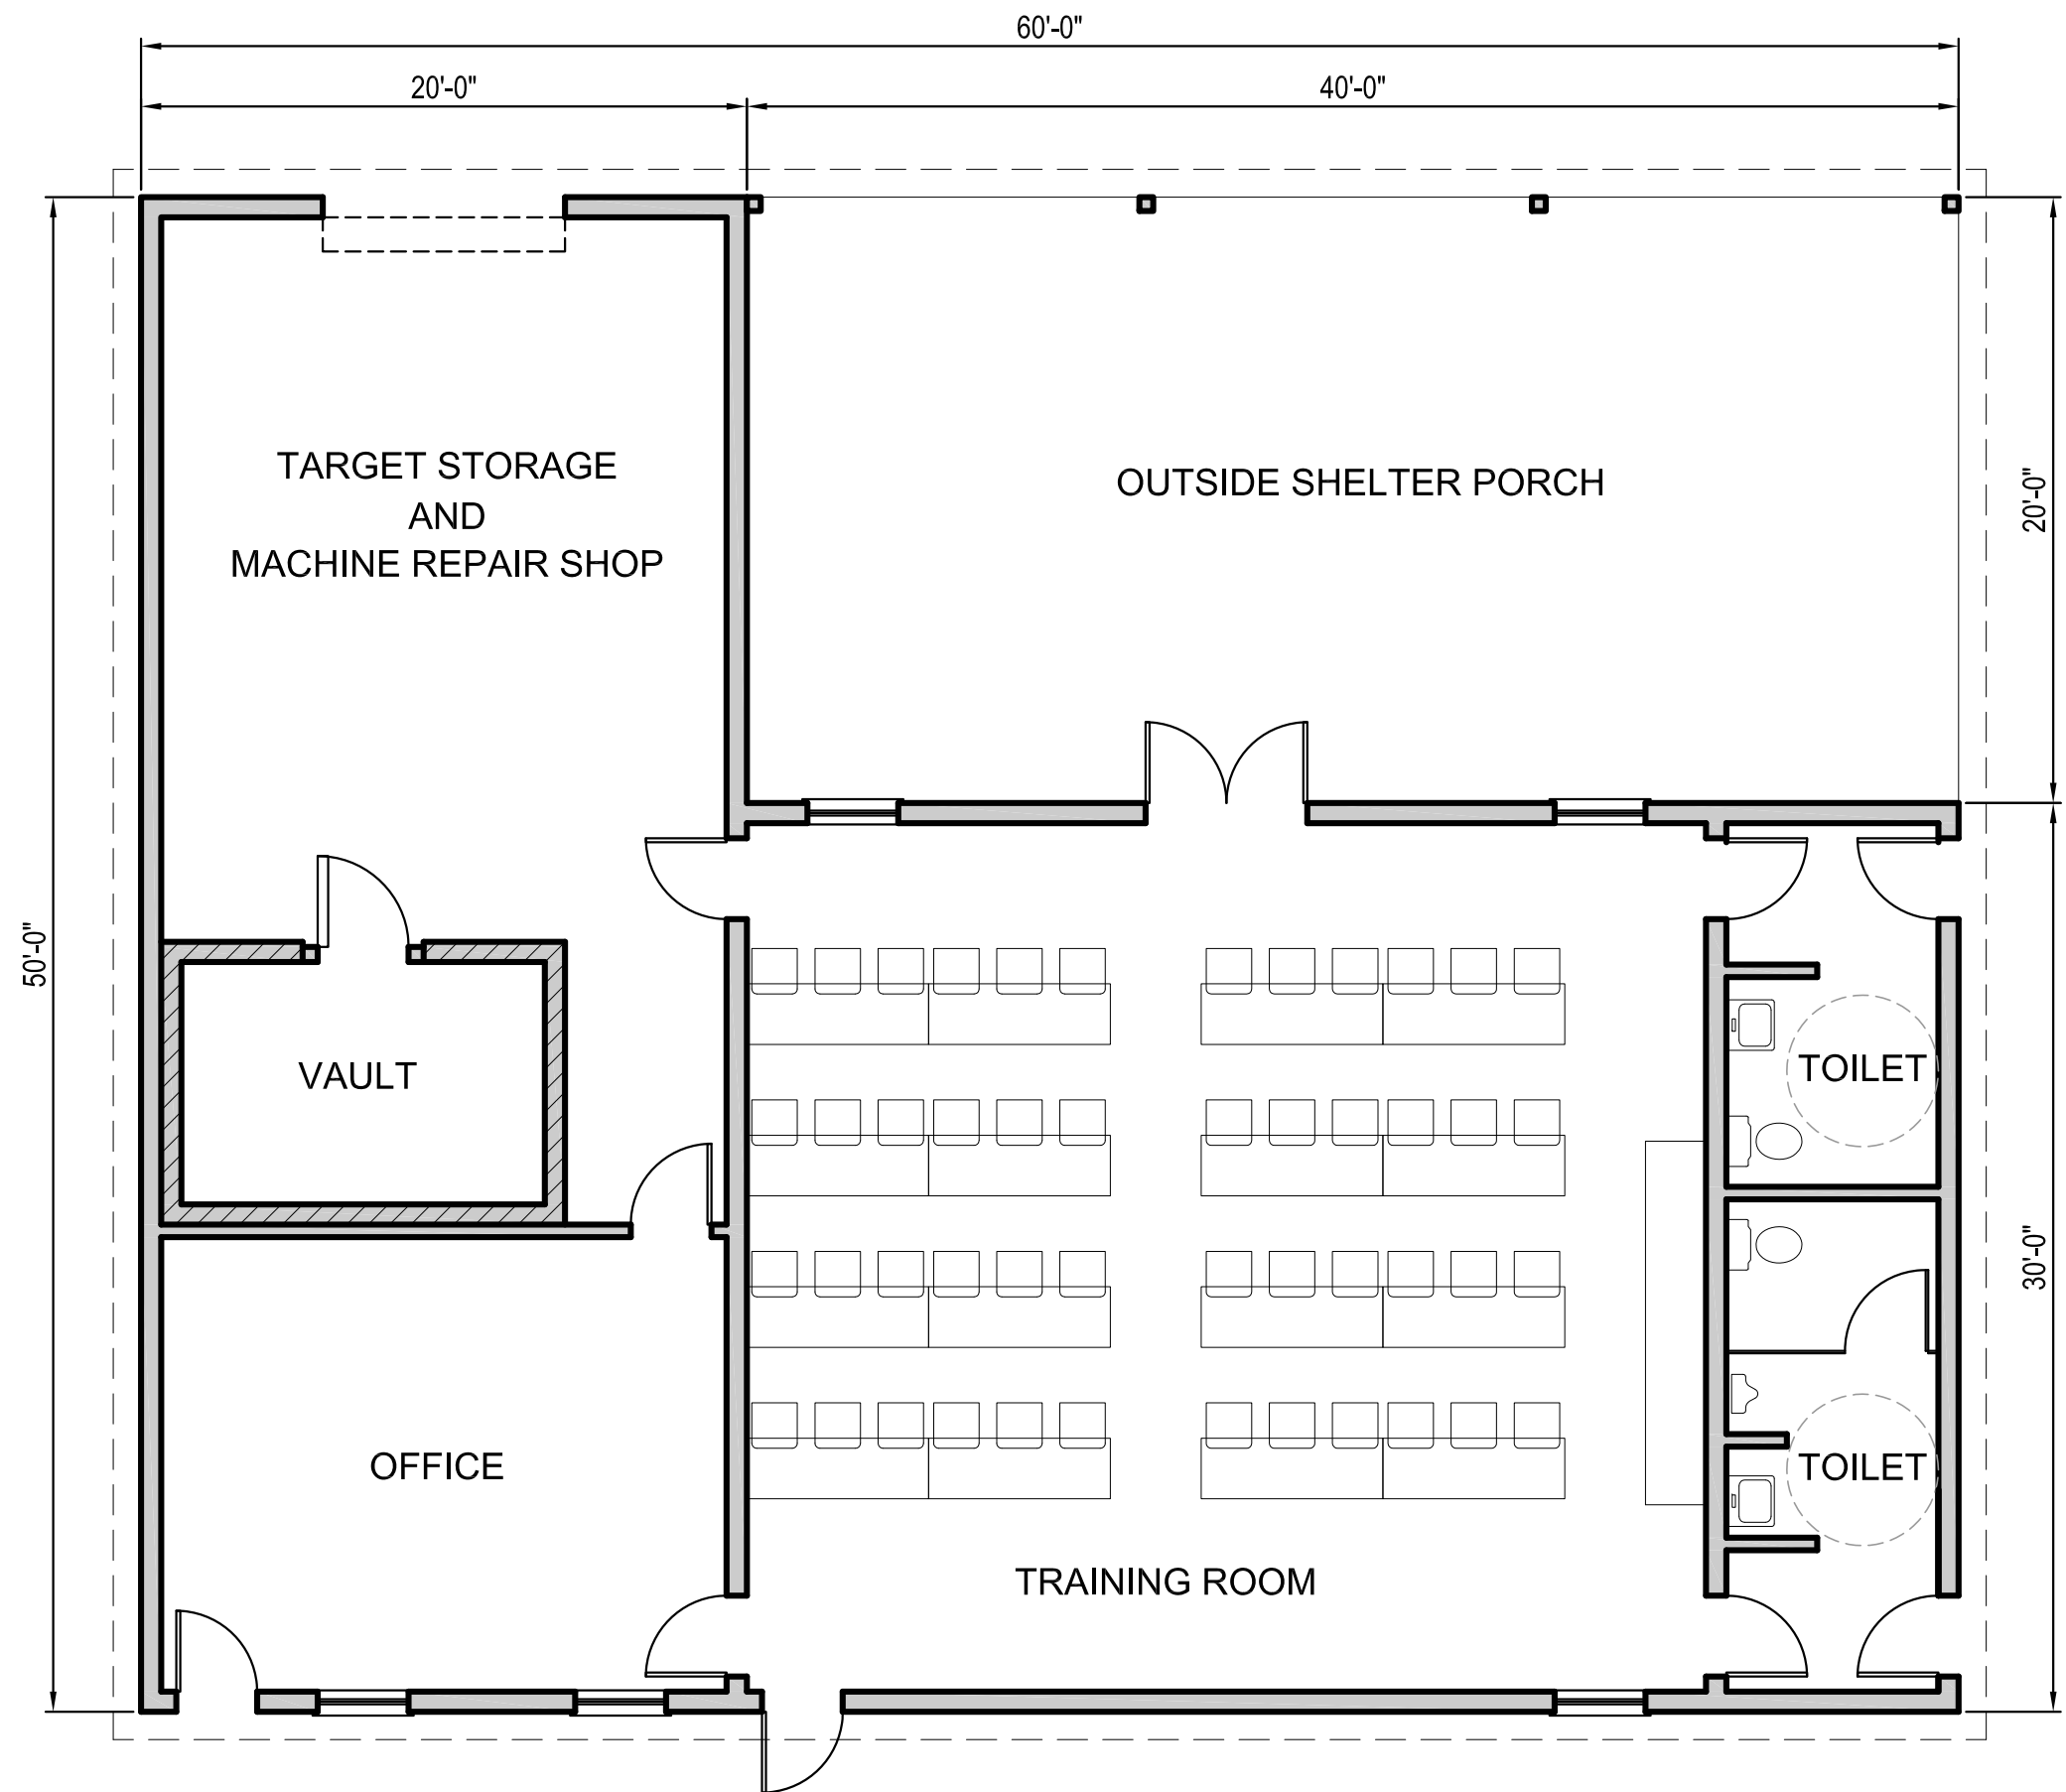 60'-0"
20'-0"
40'-0"
TARGET STORAGE
AND
MACHINE REPAIR SHOP
OUTSIDE SHELTER PORCH
20'-0"
50'-0"
VAULT
TOILET
30'-0"
OFFICE
TOILET
TRAINING ROOM